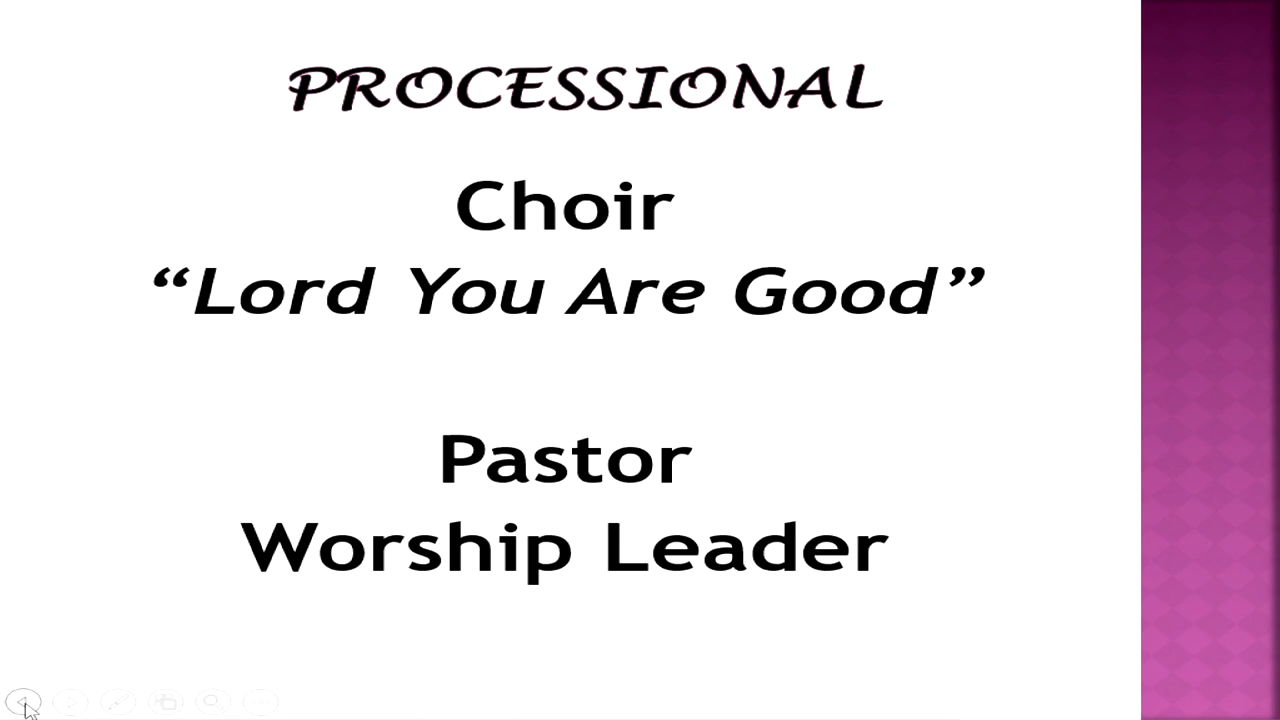 PROCESSIONAL
Choir
“Lord You Are Good”
Pastor
Worship Leader